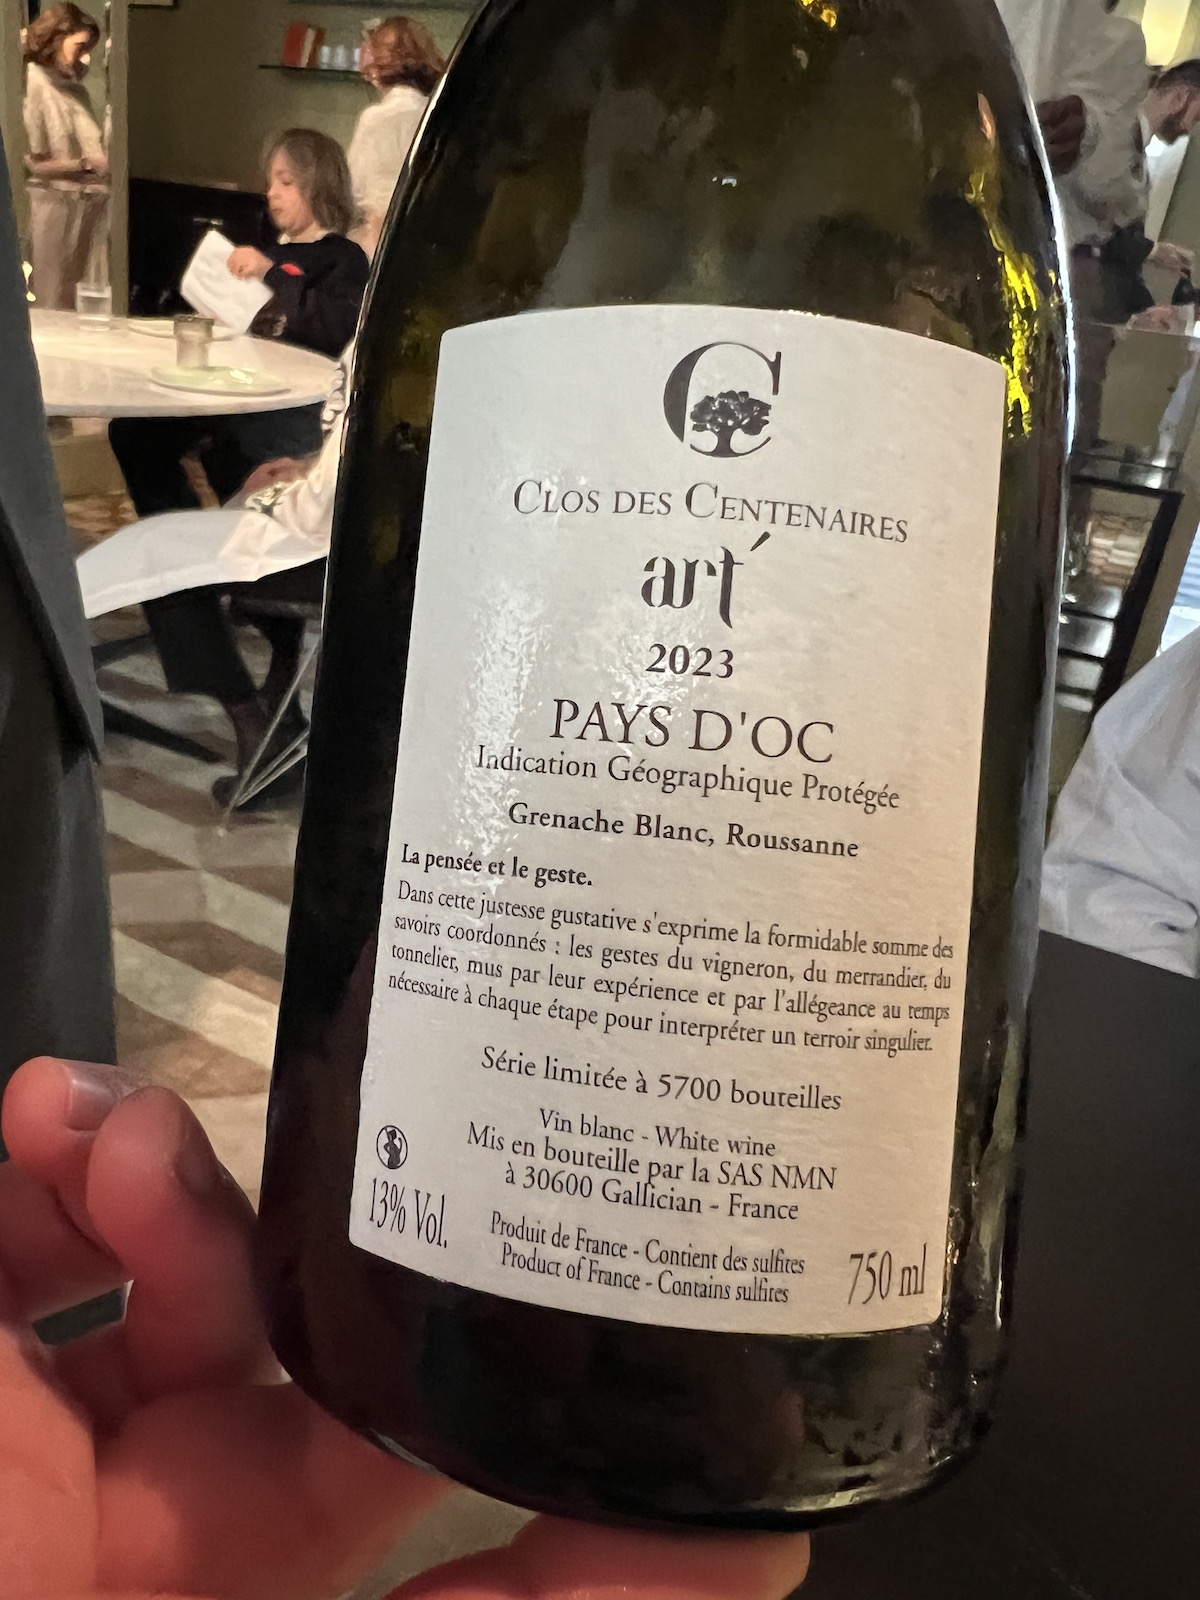 C
CLOS DES CENTENAIRES
art´
2023
PAYS D'OC
Indication Géographique Protégée
Grenache Blanc, Roussanne
La pensée et le geste.
Dans cette justesse gustative s'exprime la formidable somme des
savoirs coordonnés : les gestes du vigneron, du merrandier, du
tonnelier, mus par leur expérience et par l'allégeance au temps
nécessaire à chaque étape pour interpréter un terroir singulier.
Série limitée à 5700 bouteilles
Vin blanc - White wine
Mis en bouteille par la SAS NMN
à 30600 Gallician - France
13% Vol.
Produit de France - Contient des sulfites
Product of France - Contains sulfites
750 ml